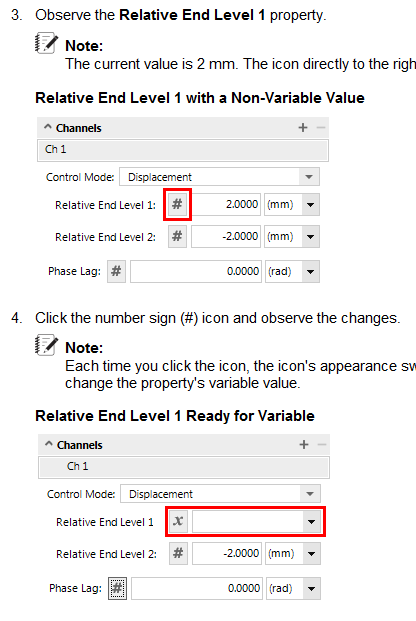 3. Observe the Relative End Level 1 property.
Note:
The current value is 2 mm. The icon directly to the righ
Relative End Level 1 with a Non-Variable Value
Channels + −
Ch 1
Control Mode: Displacement
Relative End Level 1: # 2.0000 (mm)
Relative End Level 2: # -2.0000 (mm)
Phase Lag: # 0.0000 (rad)
4. Click the number sign (#) icon and observe the changes.
Note:
Each time you click the icon, the icon's appearance sw
change the property's variable value.
Relative End Level 1 Ready for Variable
Channels + −
Ch 1
Control Mode: Displacement
Relative End Level 1 x
Relative End Level 2: # -2.0000 (mm)
Phase Lag: # 0.0000 (rad)